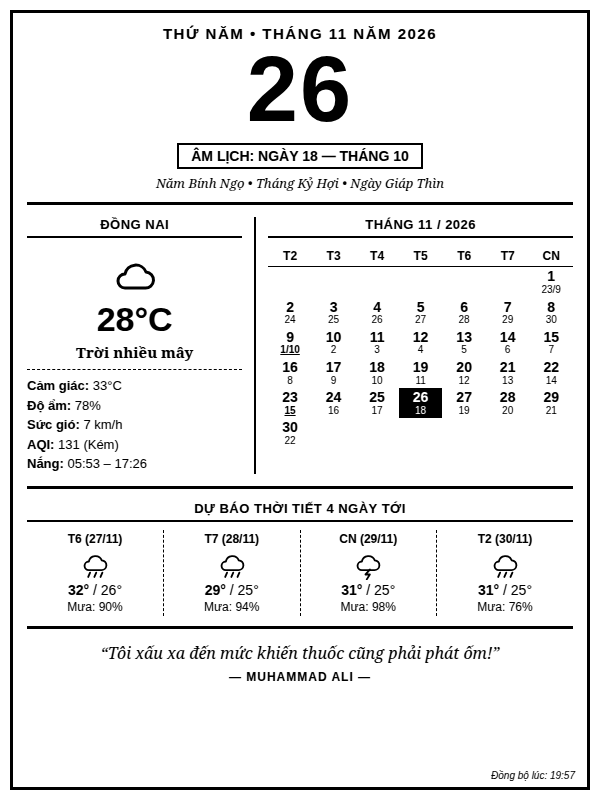 THỨ NĂM • THÁNG 11 NĂM 2026
26
ÂM LỊCH: NGÀY 18 — THÁNG 10
Năm Bính Ngọ • Tháng Kỷ Hợi • Ngày Giáp Thìn
ĐỒNG NAI
28°C
Trời nhiều mây
Cảm giác: 33°C
Độ ẩm: 78%
Sức gió: 7 km/h
AQI: 131 (Kém)
Nắng: 05:53 – 17:26
THÁNG 11 / 2026
T2 T3 T4 T5 T6 T7 CN
1
23/9
2 3 4 5 6 7 8
24 25 26 27 28 29 30
9 10 11 12 13 14 15
1/10 2 3 4 5 6 7
16 17 18 19 20 21 22
8 9 10 11 12 13 14
23 24 25 26 27 28 29
15 16 17 18 19 20 21
30
22
DỰ BÁO THỜI TIẾT 4 NGÀY TỚI
T6 (27/11)
32° / 26°
Mưa: 90%
T7 (28/11)
29° / 25°
Mưa: 94%
CN (29/11)
31° / 25°
Mưa: 98%
T2 (30/11)
31° / 25°
Mưa: 76%
“Tôi xấu xa đến mức khiến thuốc cũng phải phát ốm!”
— MUHAMMAD ALI —
Đồng bộ lúc: 19:57